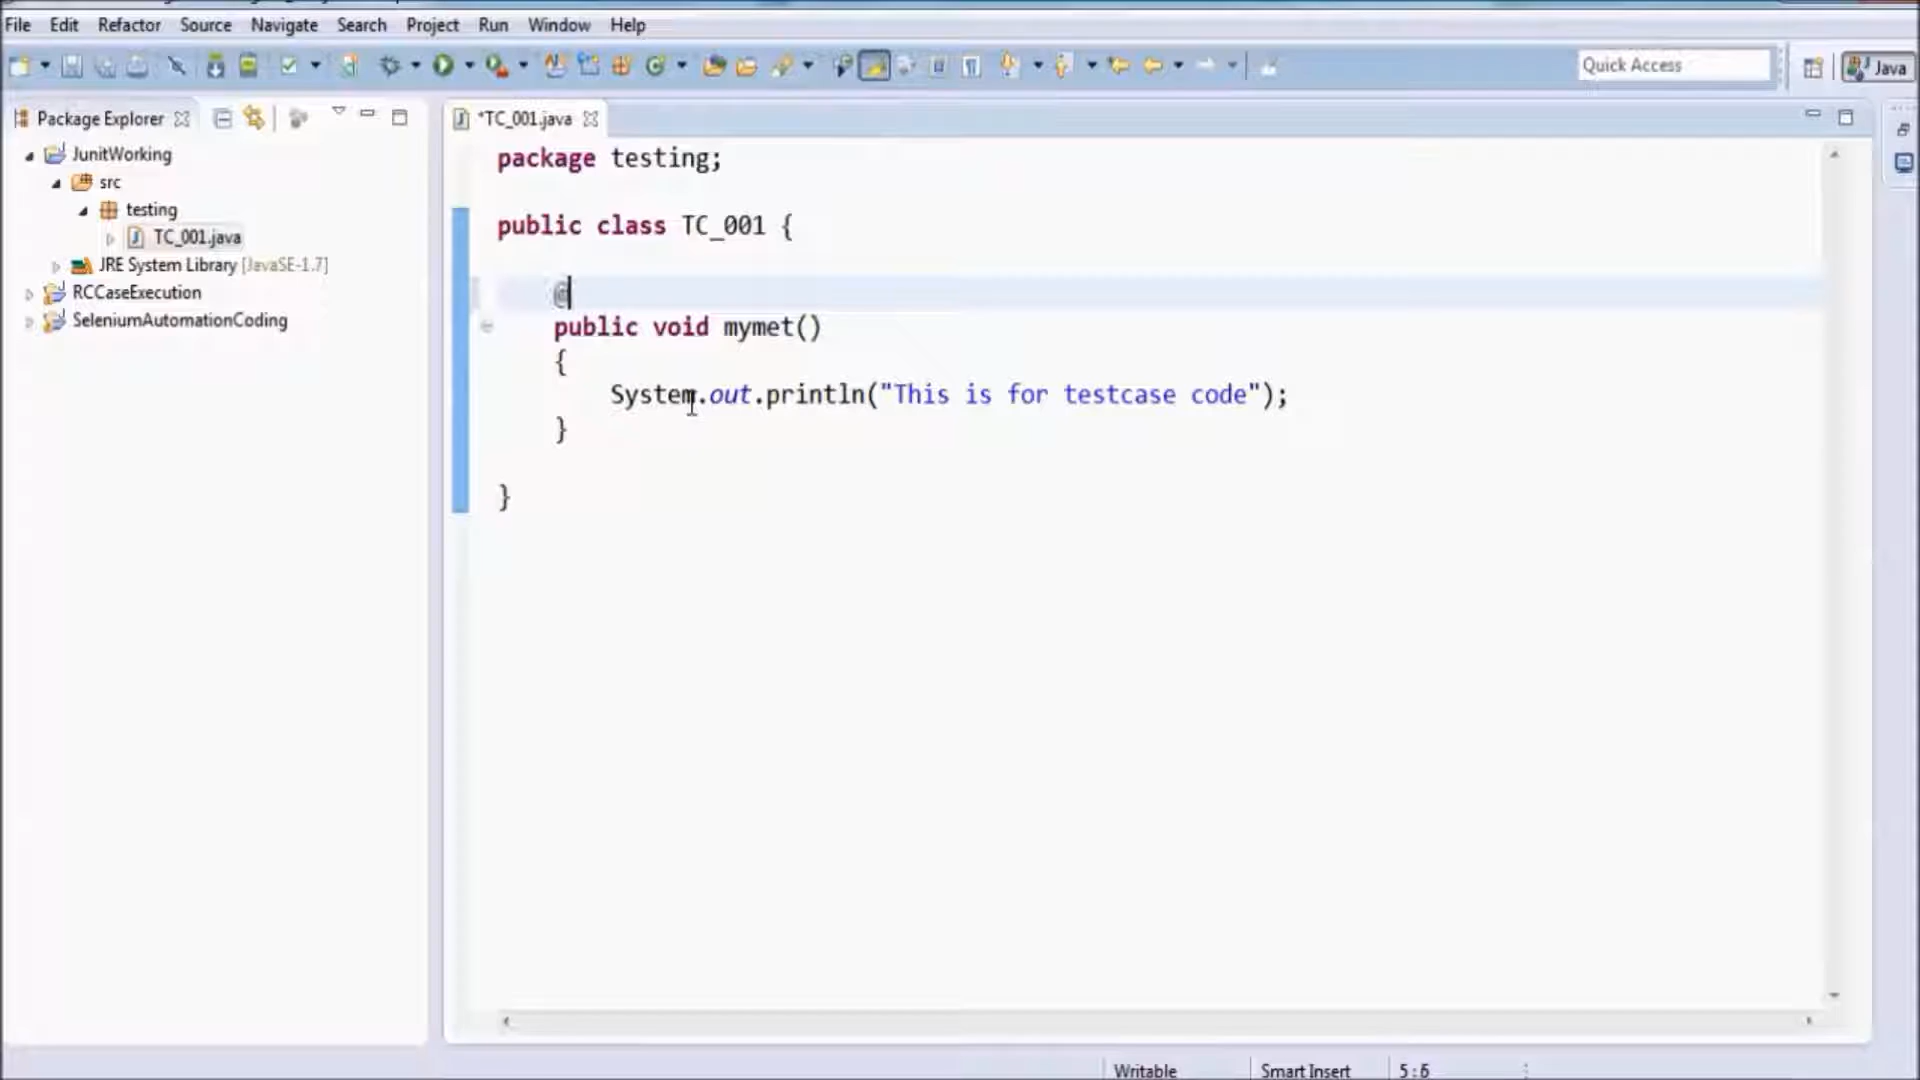 File Edit Refactor Source Navigate Search Project Run Window Help
Quick Access
Java
Package Explorer
*TC_001.java
JunitWorking
src
testing
TC_001.java
JRE System Library [JavaSE-1.7]
RCCaseExecution
SeleniumAutomationCoding
package testing;
public class TC_001 {
@
public void mymet()
{
System.out.println("This is for testcase code");
}
}
Writable Smart Insert 5 : 6